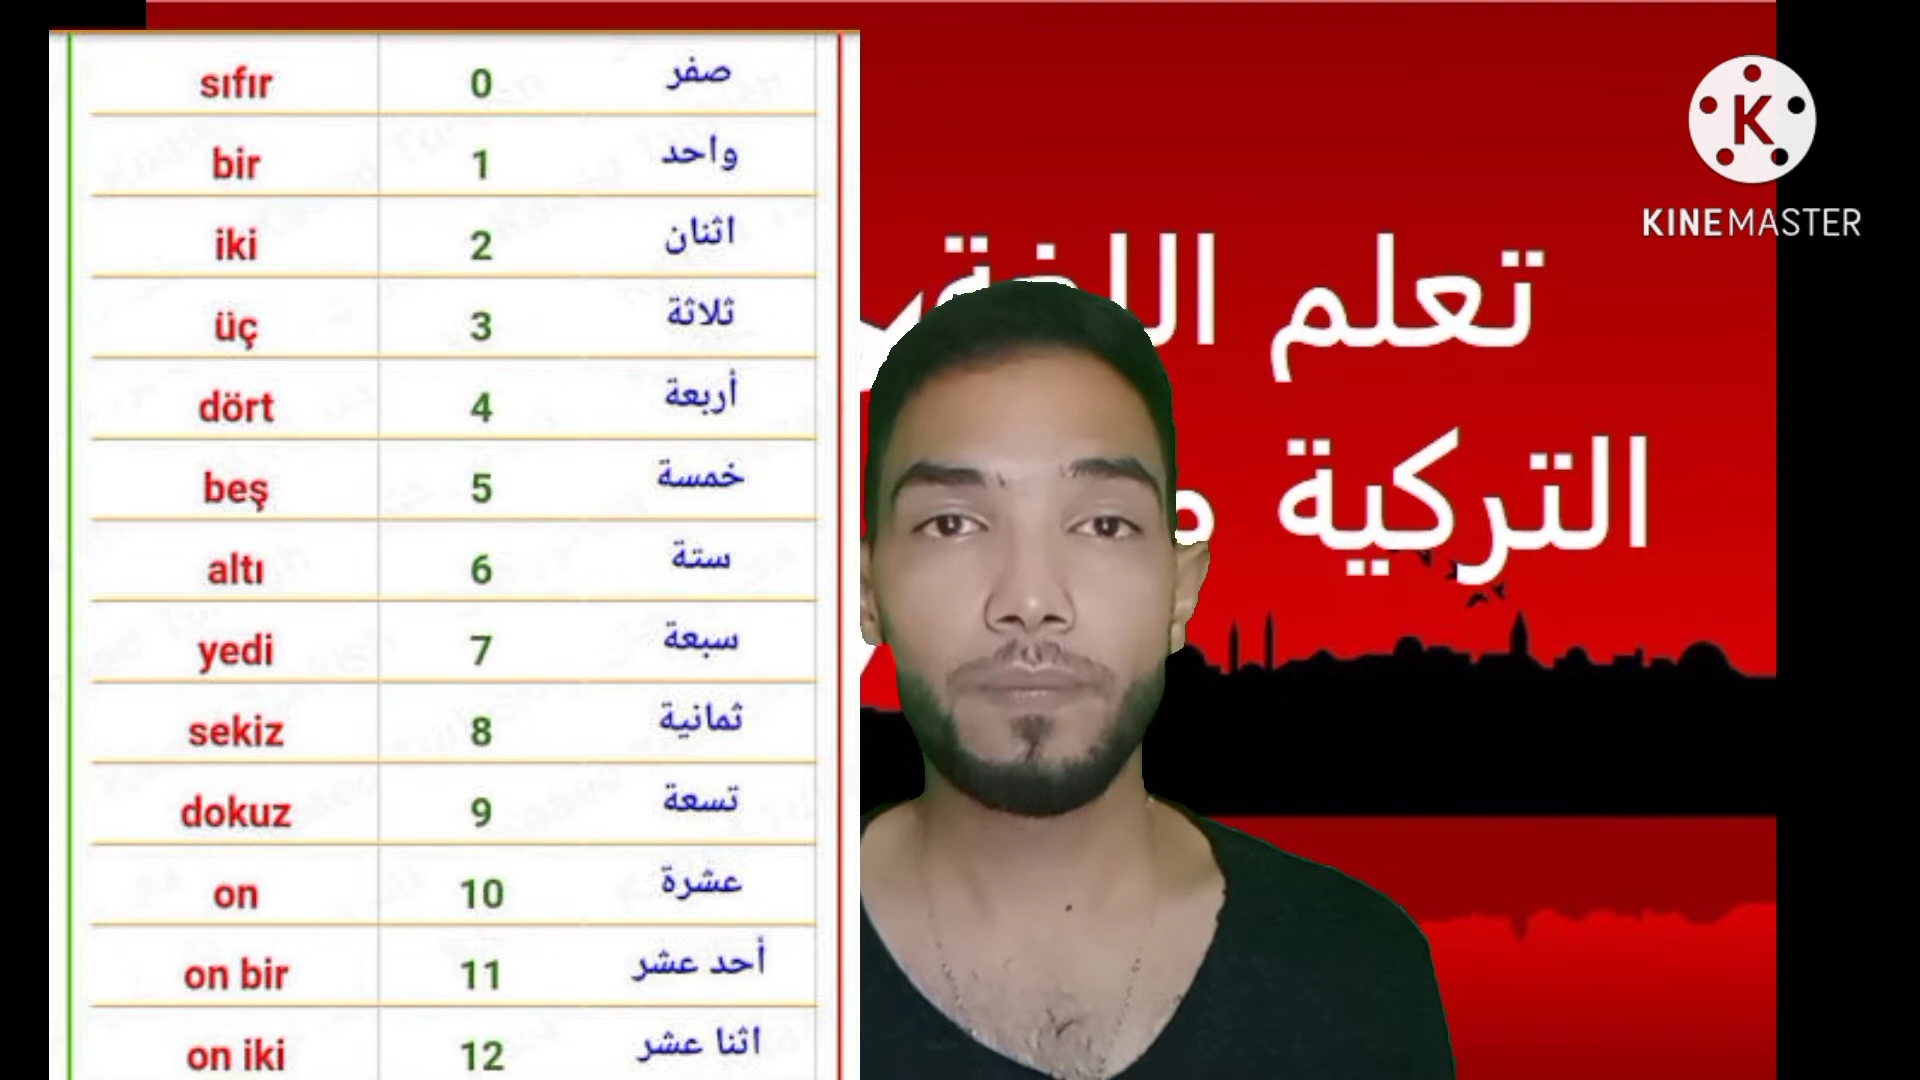 sıfır 0 صفر
bir 1 واحد
iki 2 اثنان
üç 3 ثلاثة
dört 4 أربعة
beş 5 خمسة
altı 6 ستة
yedi 7 سبعة
sekiz 8 ثمانية
dokuz 9 تسعة
on 10 عشرة
on bir 11 أحد عشر
on iki 12 اثنا عشر
K
KINEMASTER
تعلم اللغة
التركية